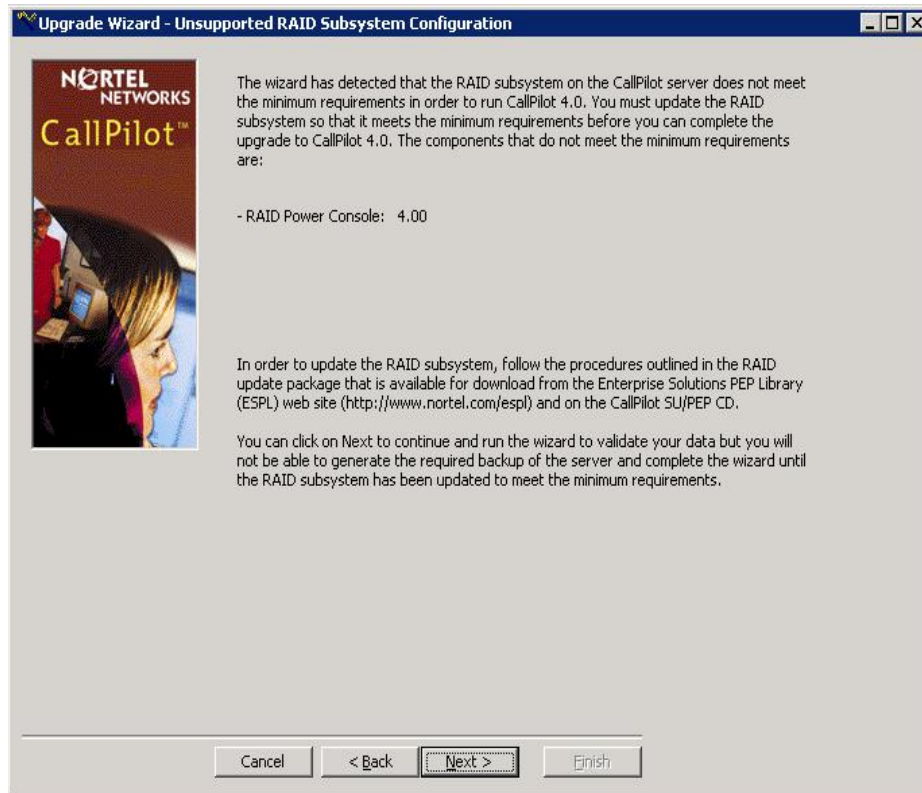 Upgrade Wizard - Unsupported RAID Subsystem Configuration
NORTEL
NETWORKS
CallPilot™
The wizard has detected that the RAID subsystem on the CallPilot server does not meet
the minimum requirements in order to run CallPilot 4.0. You must update the RAID
subsystem so that it meets the minimum requirements before you can complete the
upgrade to CallPilot 4.0. The components that do not meet the minimum requirements
are:
- RAID Power Console: 4.00
In order to update the RAID subsystem, follow the procedures outlined in the RAID
update package that is available for download from the Enterprise Solutions PEP Library
(ESPL) web site (http://www.nortel.com/espl) and on the CallPilot SU/PEP CD.
You can click on Next to continue and run the wizard to validate your data but you will
not be able to generate the required backup of the server and complete the wizard until
the RAID subsystem has been updated to meet the minimum requirements.
Cancel
< Back
Next >
Finish